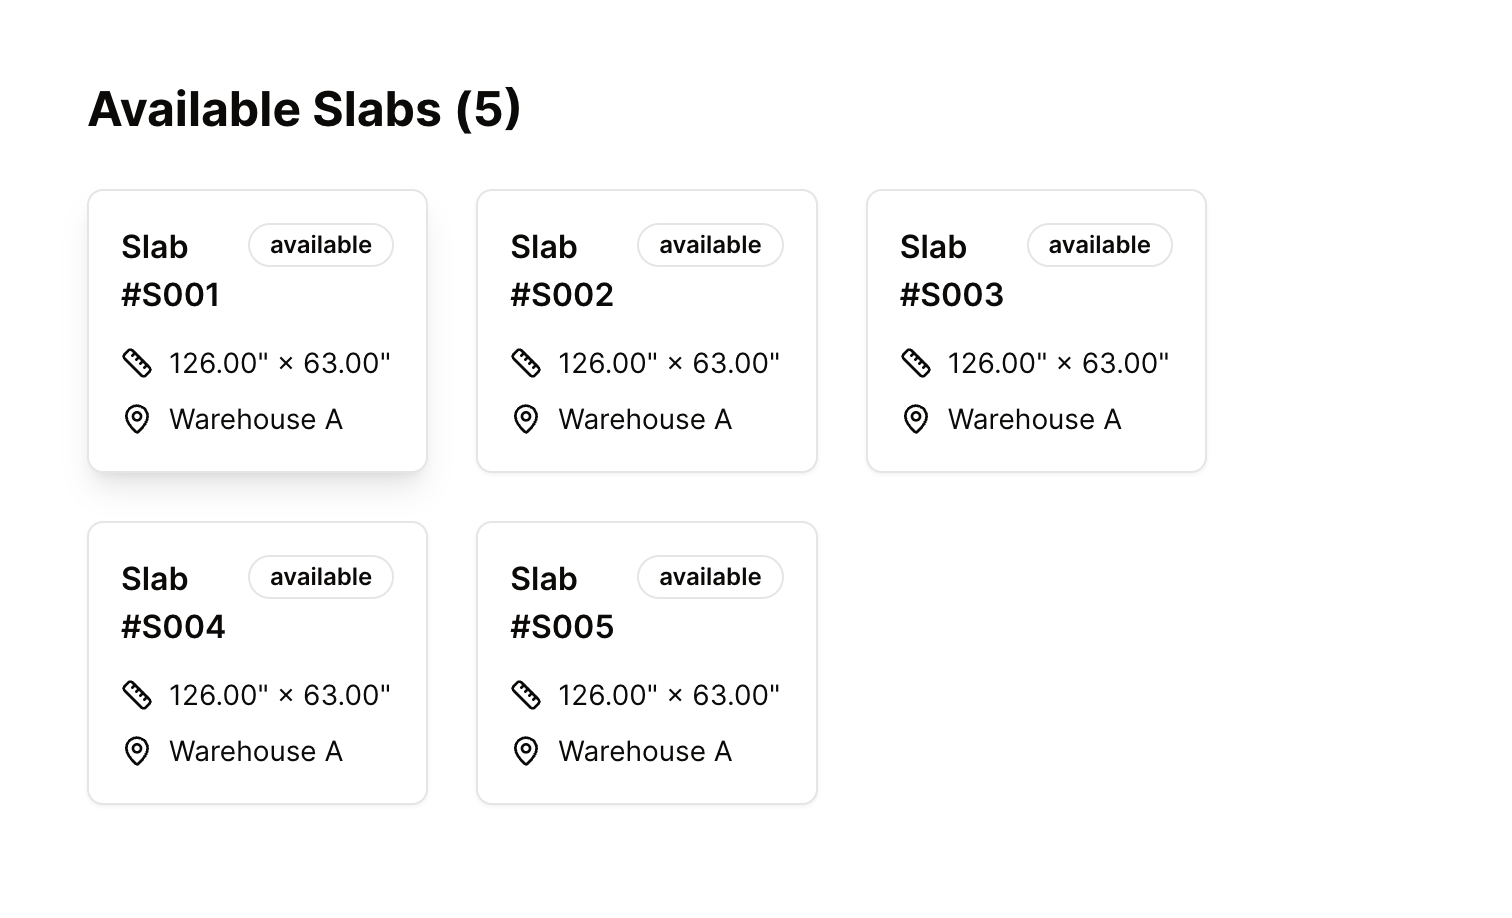 Available Slabs (5)
Slab
#S001
available
126.00" × 63.00"
Warehouse A
Slab
#S002
available
126.00" × 63.00"
Warehouse A
Slab
#S003
available
126.00" × 63.00"
Warehouse A
Slab
#S004
available
126.00" × 63.00"
Warehouse A
Slab
#S005
available
126.00" × 63.00"
Warehouse A